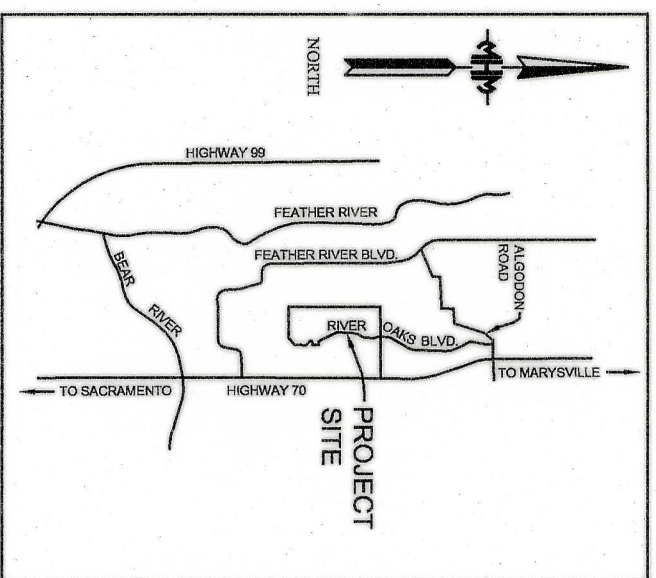 NORTH
HIGHWAY 99
FEATHER RIVER
FEATHER RIVER BLVD.
ALGODON
ROAD
BEAR
RIVER
RIVER OAKS BLVD.
TO MARYSVILLE
TO SACRAMENTO
HIGHWAY 70
PROJECT
SITE